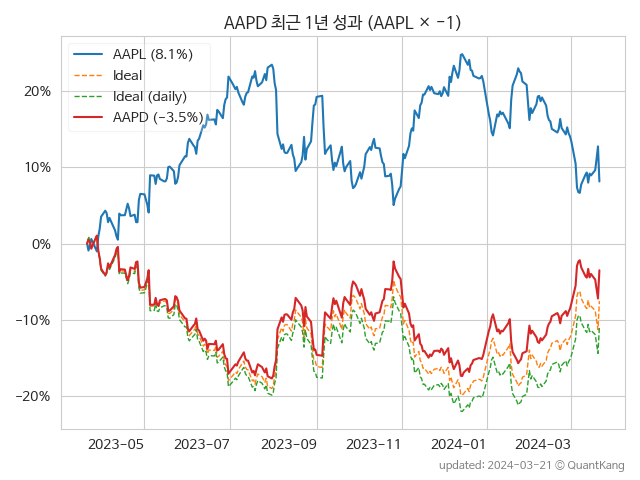 AAPD 최근 1년 성과 (AAPL × −1)
AAPL (8.1%)
Ideal
Ideal (daily)
AAPD (−3.5%)
20%
10%
0%
−10%
−20%
2023-05
2023-07
2023-09
2023-11
2024-01
2024-03
updated: 2024-03-21 © QuantKang